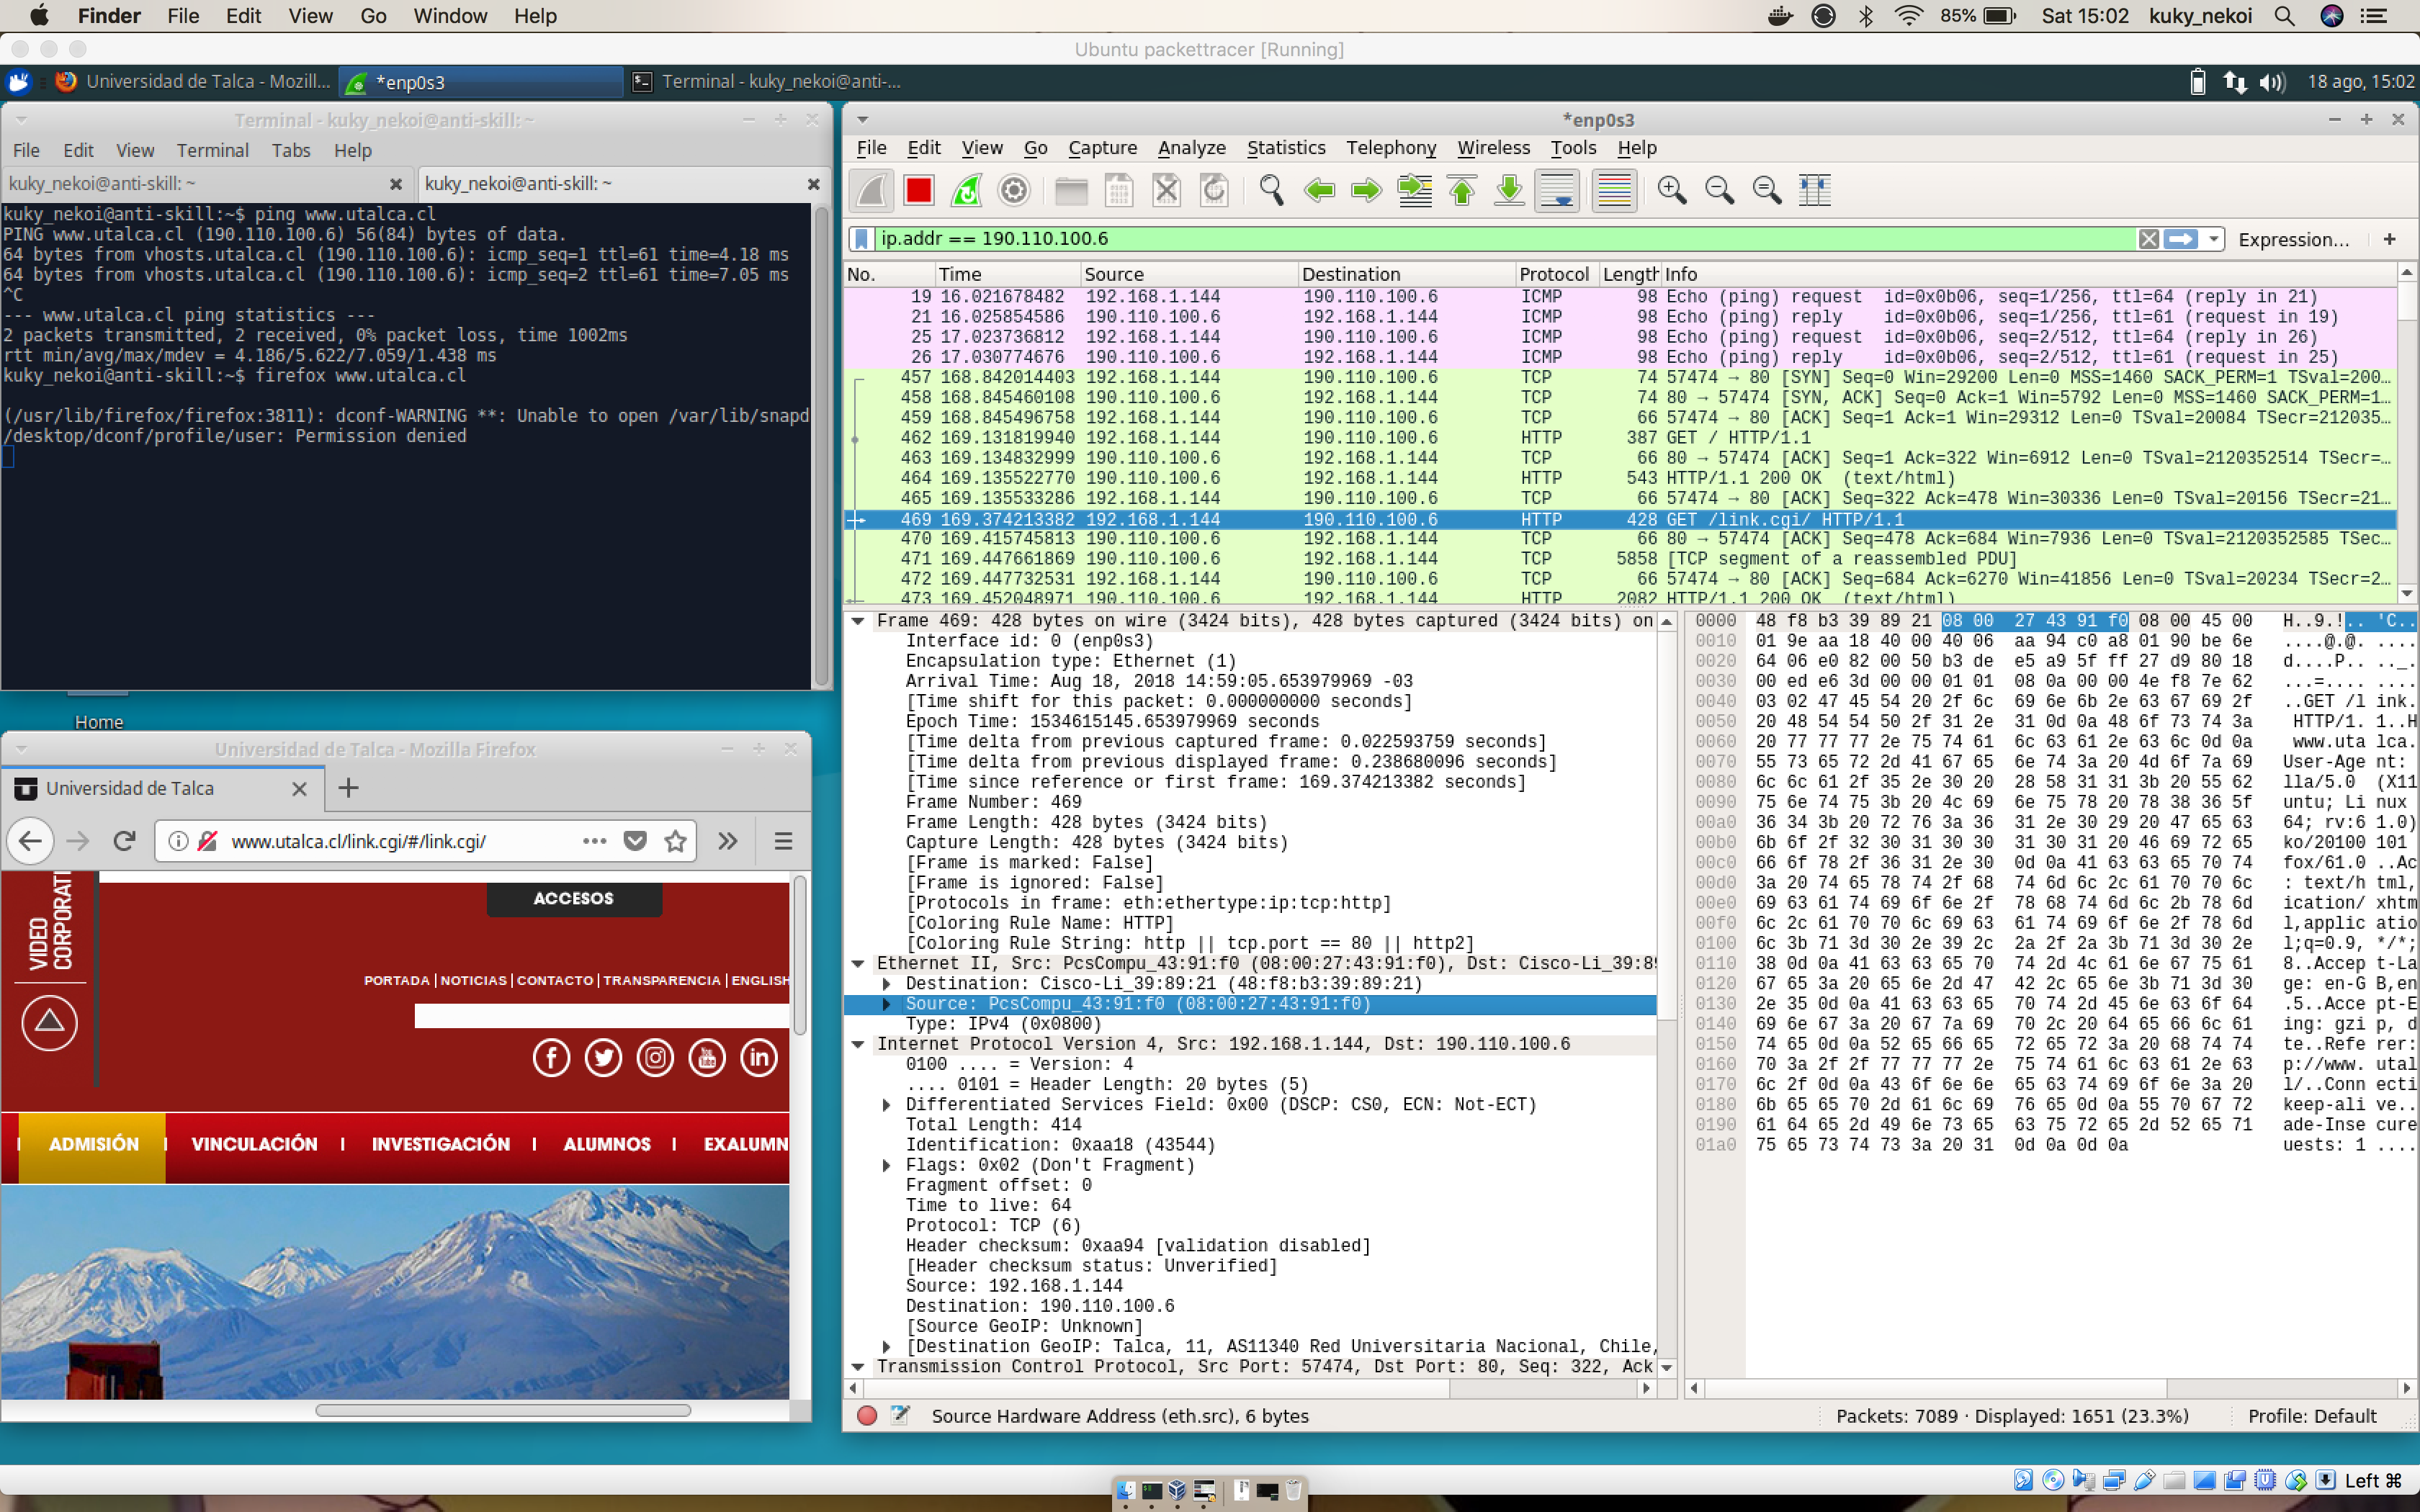 Finder File Edit View Go Window Help
85% Sat 15:02 kuky_nekoi
Ubuntu packettracer [Running]
Universidad de Talca - Mozill... *enp0s3 Terminal - kuky_nekoi@anti-... 18 ago, 15:02
Terminal - kuky_nekoi@anti-skill: ~
File Edit View Terminal Tabs Help
kuky_nekoi@anti-skill: ~ kuky_nekoi@anti-skill: ~
kuky_nekoi@anti-skill:~$ ping www.utalca.cl
PING www.utalca.cl (190.110.100.6) 56(84) bytes of data.
64 bytes from vhosts.utalca.cl (190.110.100.6): icmp_seq=1 ttl=61 time=4.18 ms
64 bytes from vhosts.utalca.cl (190.110.100.6): icmp_seq=2 ttl=61 time=7.05 ms
^C
--- www.utalca.cl ping statistics ---
2 packets transmitted, 2 received, 0% packet loss, time 1002ms
rtt min/avg/max/mdev = 4.186/5.622/7.059/1.438 ms
kuky_nekoi@anti-skill:~$ firefox www.utalca.cl
(/usr/lib/firefox/firefox:3811): dconf-WARNING **: Unable to open /var/lib/snapd
/desktop/dconf/profile/user: Permission denied
Home
Universidad de Talca - Mozilla Firefox
Universidad de Talca
www.utalca.cl/link.cgi/#/link.cgi/
VIDEO
CORPORATI
ACCESOS
PORTADA | NOTICIAS | CONTACTO | TRANSPARENCIA | ENGLISH
ADMISIÓN | VINCULACIÓN | INVESTIGACIÓN | ALUMNOS | EXALUMN
*enp0s3
File Edit View Go Capture Analyze Statistics Telephony Wireless Tools Help
ip.addr == 190.110.100.6 Expression... +
No. Time Source Destination Protocol Length Info
19 16.021678482 192.168.1.144 190.110.100.6 ICMP 98 Echo (ping) request id=0x0b06, seq=1/256, ttl=64 (reply in 21)
21 16.025854586 190.110.100.6 192.168.1.144 ICMP 98 Echo (ping) reply id=0x0b06, seq=1/256, ttl=61 (request in 19)
25 17.023736812 192.168.1.144 190.110.100.6 ICMP 98 Echo (ping) request id=0x0b06, seq=2/512, ttl=64 (reply in 26)
26 17.030774676 190.110.100.6 192.168.1.144 ICMP 98 Echo (ping) reply id=0x0b06, seq=2/512, ttl=61 (request in 25)
457 168.842014403 192.168.1.144 190.110.100.6 TCP 74 57474 → 80 [SYN] Seq=0 Win=29200 Len=0 MSS=1460 SACK_PERM=1 TSval=200...
458 168.845460108 190.110.100.6 192.168.1.144 TCP 74 80 → 57474 [SYN, ACK] Seq=0 Ack=1 Win=5792 Len=0 MSS=1460 SACK_PERM=1...
459 168.845496758 192.168.1.144 190.110.100.6 TCP 66 57474 → 80 [ACK] Seq=1 Ack=1 Win=29312 Len=0 TSval=20084 TSecr=212035...
462 169.131819940 192.168.1.144 190.110.100.6 HTTP 387 GET / HTTP/1.1
463 169.134832999 190.110.100.6 192.168.1.144 TCP 66 80 → 57474 [ACK] Seq=1 Ack=322 Win=6912 Len=0 TSval=2120352514 TSecr=...
464 169.135522770 190.110.100.6 192.168.1.144 HTTP 543 HTTP/1.1 200 OK (text/html)
465 169.135533286 192.168.1.144 190.110.100.6 TCP 66 57474 → 80 [ACK] Seq=322 Ack=478 Win=30336 Len=0 TSval=20156 TSecr=21...
469 169.374213382 192.168.1.144 190.110.100.6 HTTP 428 GET /link.cgi/ HTTP/1.1
470 169.415745813 190.110.100.6 192.168.1.144 TCP 66 80 → 57474 [ACK] Seq=478 Ack=684 Win=7936 Len=0 TSval=2120352585 TSec...
471 169.447661869 190.110.100.6 192.168.1.144 TCP 5858 [TCP segment of a reassembled PDU]
472 169.447732531 192.168.1.144 190.110.100.6 TCP 66 57474 → 80 [ACK] Seq=684 Ack=6270 Win=41856 Len=0 TSval=20234 TSecr=2...
473 169.452048971 190.110.100.6 192.168.1.144 HTTP 2082 HTTP/1.1 200 OK (text/html)
Frame 469: 428 bytes on wire (3424 bits), 428 bytes captured (3424 bits) on
Interface id: 0 (enp0s3)
Encapsulation type: Ethernet (1)
Arrival Time: Aug 18, 2018 14:59:05.653979969 -03
[Time shift for this packet: 0.000000000 seconds]
Epoch Time: 1534615145.653979969 seconds
[Time delta from previous captured frame: 0.022593759 seconds]
[Time delta from previous displayed frame: 0.238680096 seconds]
[Time since reference or first frame: 169.374213382 seconds]
Frame Number: 469
Frame Length: 428 bytes (3424 bits)
Capture Length: 428 bytes (3424 bits)
[Frame is marked: False]
[Frame is ignored: False]
[Protocols in frame: eth:ethertype:ip:tcp:http]
[Coloring Rule Name: HTTP]
[Coloring Rule String: http || tcp.port == 80 || http2]
Ethernet II, Src: PcsCompu_43:91:f0 (08:00:27:43:91:f0), Dst: Cisco-Li_39:89
Destination: Cisco-Li_39:89:21 (48:f8:b3:39:89:21)
Source: PcsCompu_43:91:f0 (08:00:27:43:91:f0)
Type: IPv4 (0x0800)
Internet Protocol Version 4, Src: 192.168.1.144, Dst: 190.110.100.6
0100 .... = Version: 4
.... 0101 = Header Length: 20 bytes (5)
Differentiated Services Field: 0x00 (DSCP: CS0, ECN: Not-ECT)
Total Length: 414
Identification: 0xaa18 (43544)
Flags: 0x02 (Don't Fragment)
Fragment offset: 0
Time to live: 64
Protocol: TCP (6)
Header checksum: 0xaa94 [validation disabled]
[Header checksum status: Unverified]
Source: 192.168.1.144
Destination: 190.110.100.6
[Source GeoIP: Unknown]
[Destination GeoIP: Talca, 11, AS11340 Red Universitaria Nacional, Chile,
Transmission Control Protocol, Src Port: 57474, Dst Port: 80, Seq: 322, Ack
0000 48 f8 b3 39 89 21 08 00 27 43 91 f0 08 00 45 00 H..9.!.. 'C..
0010 01 9e aa 18 40 00 40 06 aa 94 c0 a8 01 90 be 6e ....@.@. ....
0020 64 06 e0 82 00 50 b3 de e5 a9 5f ff 27 d9 80 18 d....P.. .._.
0030 00 ed e6 3d 00 00 01 01 08 0a 00 00 4e f8 7e 62 ...=.... ....
0040 03 02 47 45 54 20 2f 6c 69 6e 6b 2e 63 67 69 2f ..GET /l ink.
0050 20 48 54 54 50 2f 31 2e 31 0d 0a 48 6f 73 74 3a HTTP/1. 1..H
0060 20 77 77 77 2e 75 74 61 6c 63 61 2e 63 6c 0d 0a www.uta lca.
0070 55 73 65 72 2d 41 67 65 6e 74 3a 20 4d 6f 7a 69 User-Age nt:
0080 6c 6c 61 2f 35 2e 30 20 28 58 31 31 3b 20 55 62 lla/5.0 (X11
0090 75 6e 74 75 3b 20 4c 69 6e 75 78 20 78 38 36 5f untu; Li nux
00a0 36 34 3b 20 72 76 3a 36 31 2e 30 29 20 47 65 63 64; rv:6 1.0)
00b0 6b 6f 2f 32 30 31 30 30 31 30 31 20 46 69 72 65 ko/20100 101
00c0 66 6f 78 2f 36 31 2e 30 0d 0a 41 63 63 65 70 74 fox/61.0 ..Ac
00d0 3a 20 74 65 78 74 2f 68 74 6d 6c 2c 61 70 70 6c : text/h tml,
00e0 69 63 61 74 69 6f 6e 2f 78 68 74 6d 6c 2b 78 6d ication/ xhtm
00f0 6c 2c 61 70 70 6c 69 63 61 74 69 6f 6e 2f 78 6d l,applic atio
0100 6c 3b 71 3d 30 2e 39 2c 2a 2f 2a 3b 71 3d 30 2e l;q=0.9, */*;
0110 38 0d 0a 41 63 63 65 70 74 2d 4c 61 6e 67 75 61 8..Accep t-La
0120 67 65 3a 20 65 6e 2d 47 42 2c 65 6e 3b 71 3d 30 ge: en-G B,en
0130 2e 35 0d 0a 41 63 63 65 70 74 2d 45 6e 63 6f 64 .5..Acce pt-E
0140 69 6e 67 3a 20 67 7a 69 70 2c 20 64 65 66 6c 61 ing: gzi p, d
0150 74 65 0d 0a 52 65 66 65 72 65 72 3a 20 68 74 74 te..Refe rer:
0160 70 3a 2f 2f 77 77 77 2e 75 74 61 6c 63 61 2e 63 p://www. utal
0170 6c 2f 0d 0a 43 6f 6e 6e 65 63 74 69 6f 6e 3a 20 l/..Conn ecti
0180 6b 65 65 70 2d 61 6c 69 76 65 0d 0a 55 70 67 72 keep-ali ve..
0190 61 64 65 2d 49 6e 73 65 63 75 72 65 2d 52 65 71 ade-Inse cure
01a0 75 65 73 74 73 3a 20 31 0d 0a 0d 0a uests: 1 ....
Source Hardware Address (eth.src), 6 bytes Packets: 7089 · Displayed: 1651 (23.3%) Profile: Default
Left ⌘